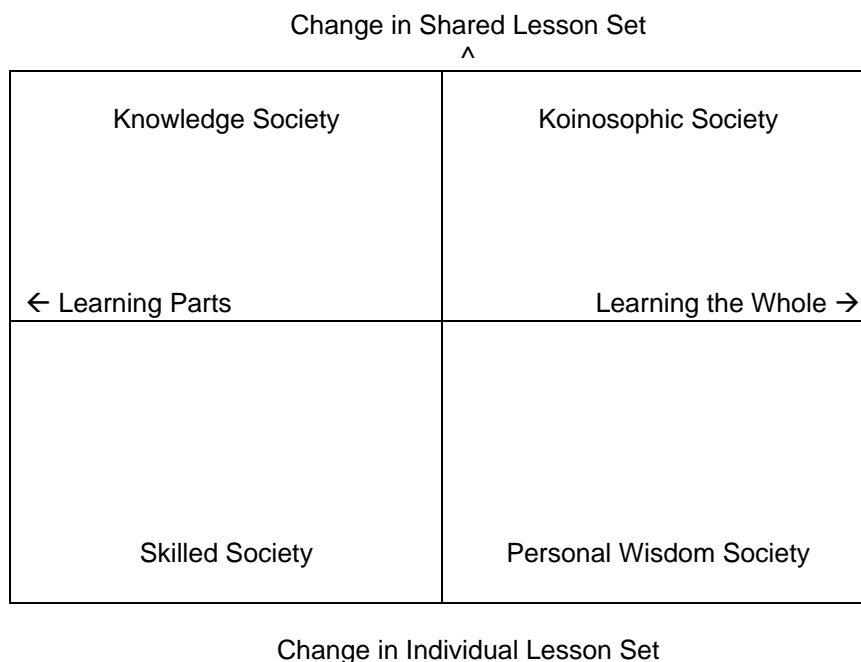 Change in Shared Lesson Set
^
Knowledge Society Koinosophic Society
← Learning Parts Learning the Whole →
Skilled Society Personal Wisdom Society
Change in Individual Lesson Set